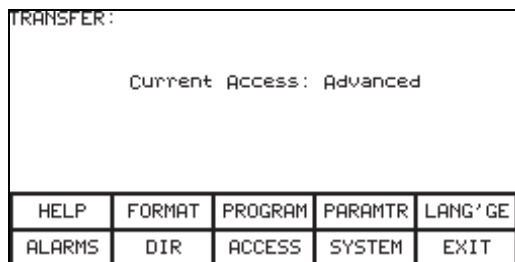 TRANSFER:
Current Access: Advanced
HELP FORMAT PROGRAM PARAMTR LANG'GE
ALARMS DIR ACCESS SYSTEM EXIT